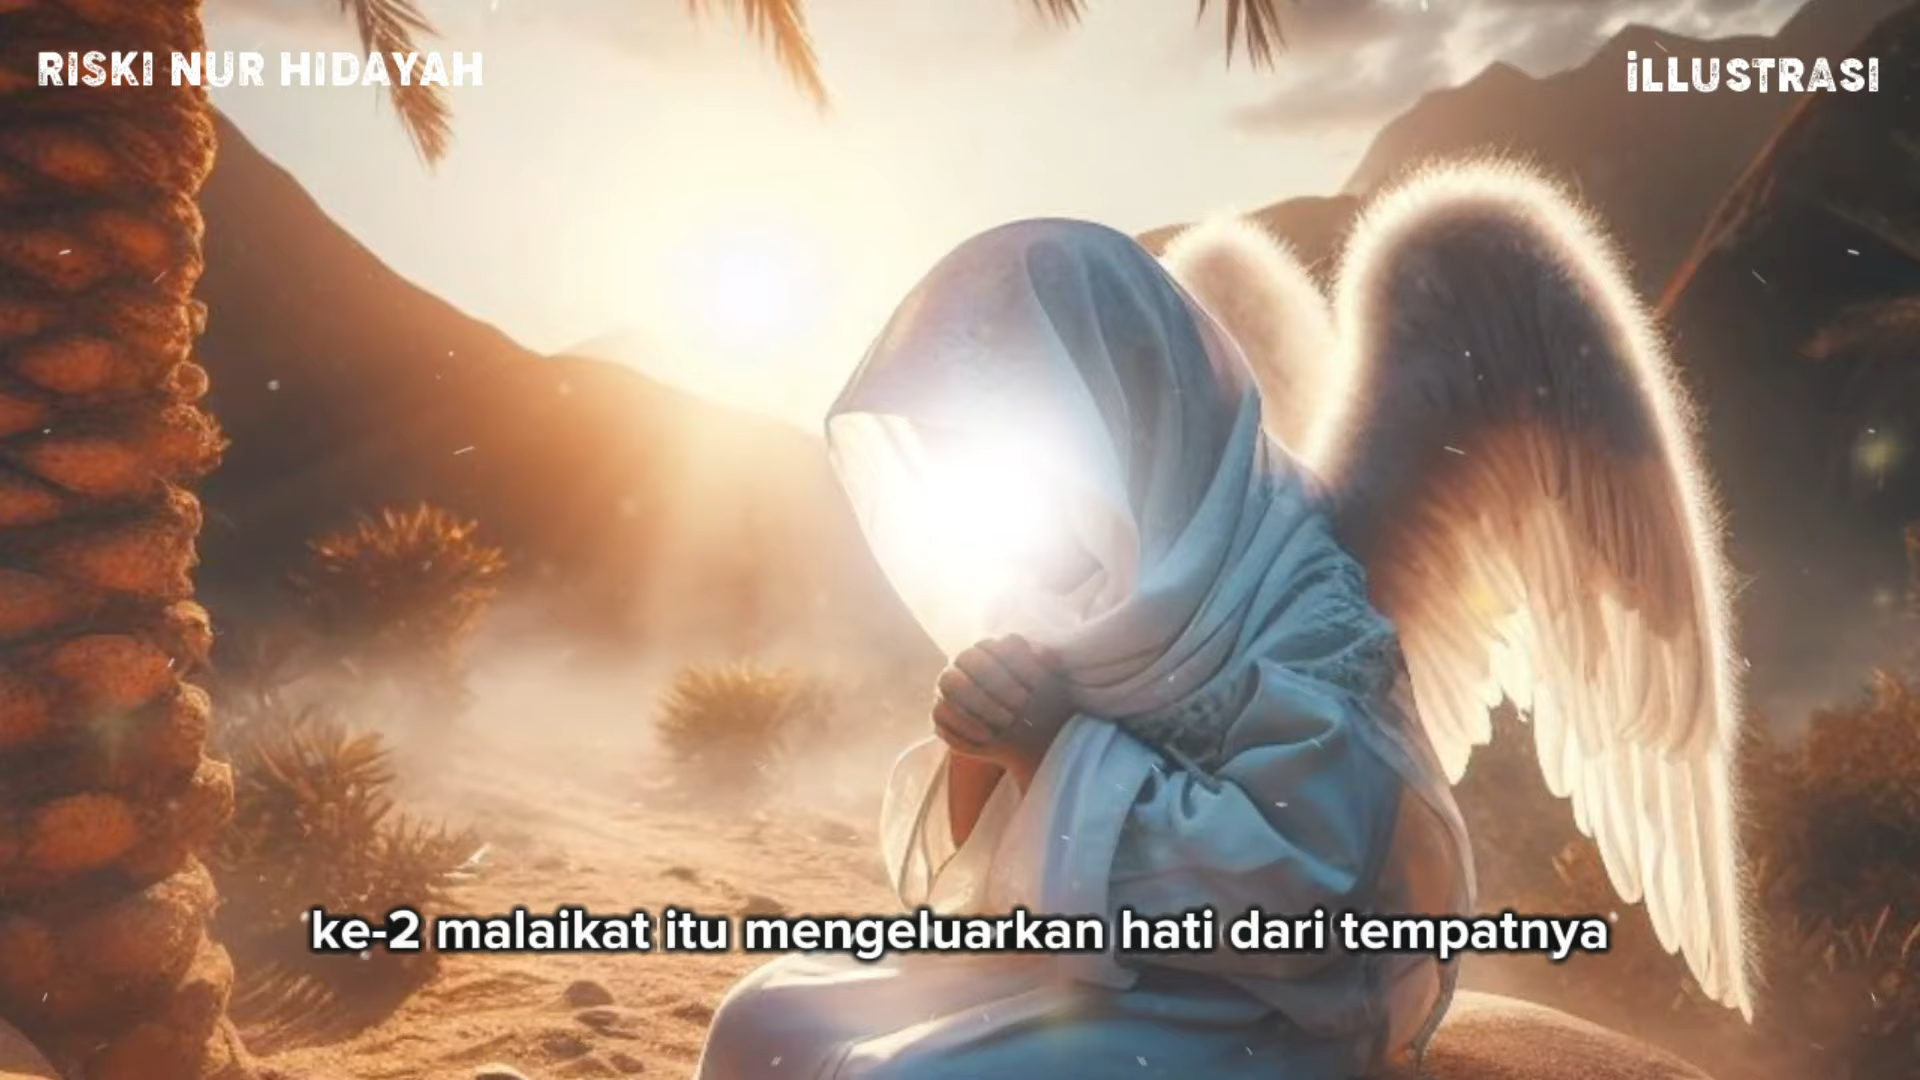 RISKI NUR HIDAYAH
İLLUSTRASI
ke-2 malaikat itu mengeluarkan hati dari tempatnya